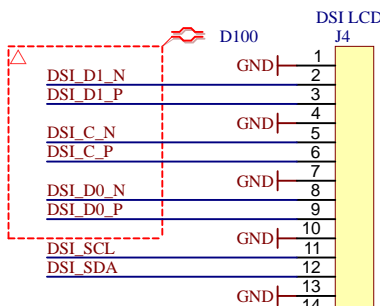 DSI LCD
D100
J4
GND 1
DSI_D1_N 2
DSI_D1_P 3
GND 4
DSI_C_N 5
DSI_C_P 6
GND 7
DSI_D0_N 8
DSI_D0_P 9
GND 10
DSI_SCL 11
DSI_SDA 12
GND 13
14